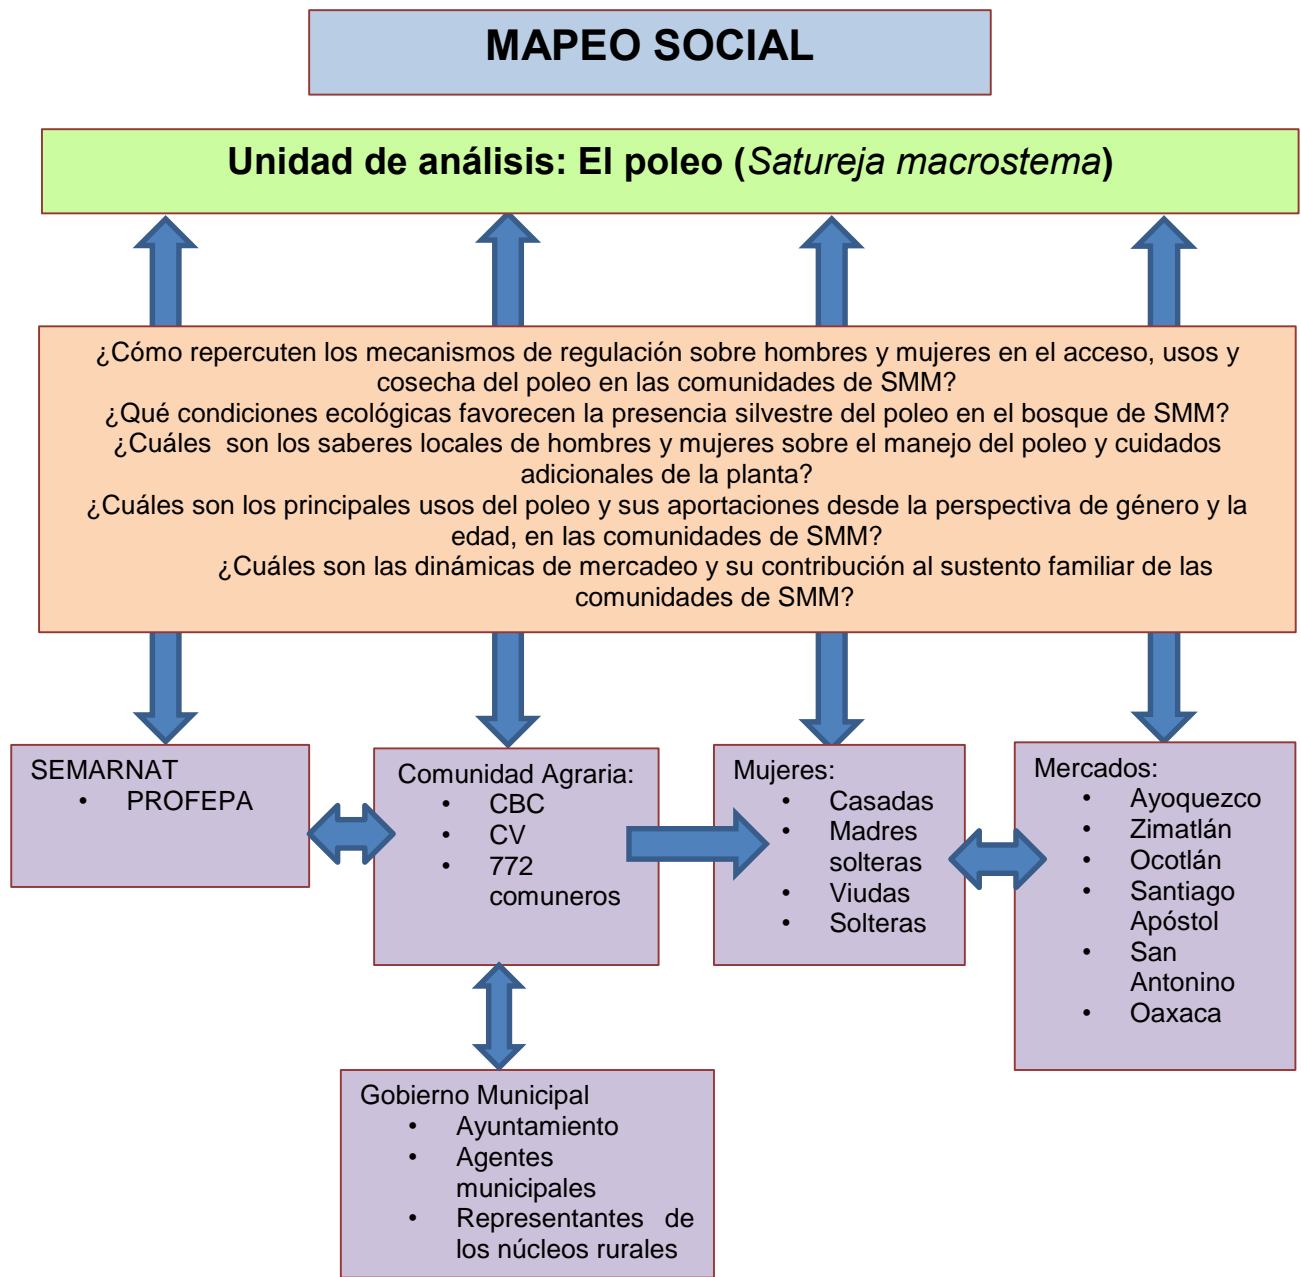 MAPEO SOCIAL
Unidad de análisis: El poleo (Satureja macrostema)
¿Cómo repercuten los mecanismos de regulación sobre hombres y mujeres en el acceso, usos y
cosecha del poleo en las comunidades de SMM?
¿Qué condiciones ecológicas favorecen la presencia silvestre del poleo en el bosque de SMM?
¿Cuáles son los saberes locales de hombres y mujeres sobre el manejo del poleo y cuidados
adicionales de la planta?
¿Cuáles son los principales usos del poleo y sus aportaciones desde la perspectiva de género y la
edad, en las comunidades de SMM?
¿Cuáles son las dinámicas de mercadeo y su contribución al sustento familiar de las
comunidades de SMM?
SEMARNAT
• PROFEPA
Comunidad Agraria:
• CBC
• CV
• 772
comuneros
Mujeres:
• Casadas
• Madres
solteras
• Viudas
• Solteras
Mercados:
• Ayoquezco
• Zimatlán
• Ocotlán
• Santiago
Apóstol
• San
Antonino
• Oaxaca
Gobierno Municipal
• Ayuntamiento
• Agentes
municipales
• Representantes de
los núcleos rurales